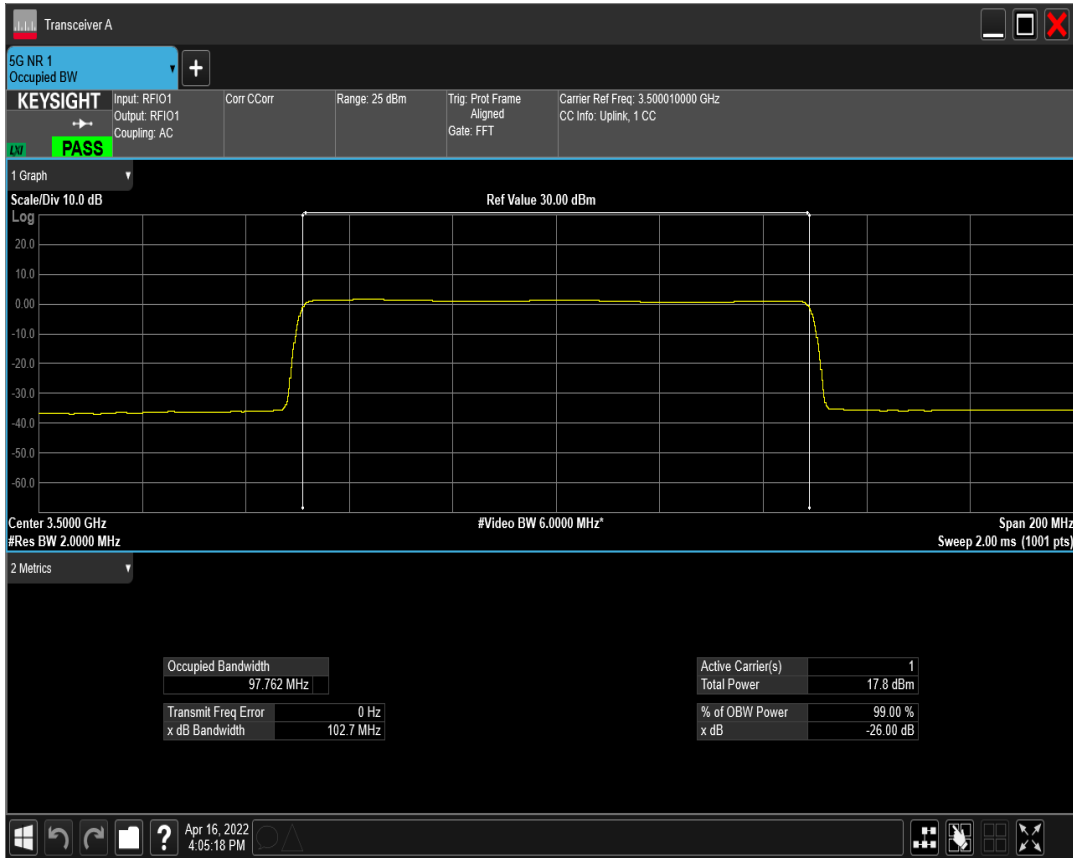 Transceiver A
5G NR 1
Occupied BW
+
KEYSIGHT
LXI
PASS
Input: RFIO1
Output: RFIO1
Coupling: AC
Corr CCorr
Range: 25 dBm
Trig: Prot Frame
Aligned
Gate: FFT
Carrier Ref Freq: 3.500010000 GHz
CC Info: Uplink, 1 CC
1 Graph
Scale/Div 10.0 dB
Ref Value 30.00 dBm
Log
20.0
10.0
0.00
-10.0
-20.0
-30.0
-40.0
-50.0
-60.0
Center 3.5000 GHz
#Video BW 6.0000 MHz*
Span 200 MHz
#Res BW 2.0000 MHz
Sweep 2.00 ms (1001 pts)
2 Metrics
Occupied Bandwidth
97.762 MHz
Transmit Freq Error 0 Hz
x dB Bandwidth 102.7 MHz
Active Carrier(s) 1
Total Power 17.8 dBm
% of OBW Power 99.00 %
x dB -26.00 dB
?
Apr 16, 2022
4:05:18 PM